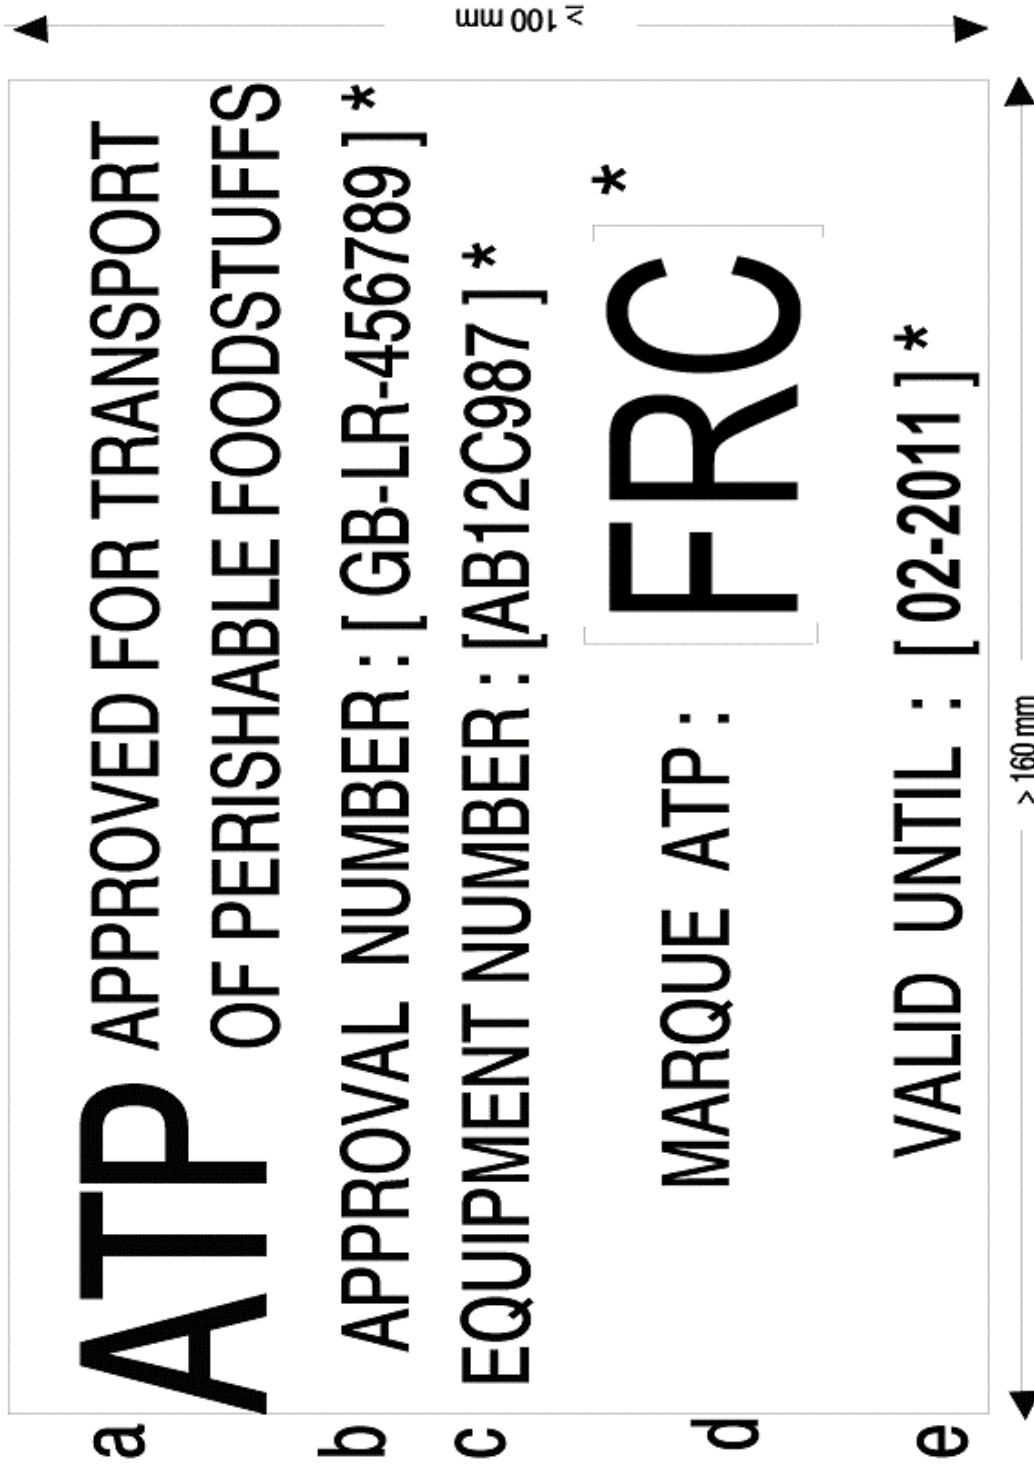 a ATP APPROVED FOR TRANSPORT
OF PERISHABLE FOODSTUFFS
b APPROVAL NUMBER : [ GB-LR-456789 ] *
c EQUIPMENT NUMBER : [AB12C987 ] *
d MARQUE ATP : [ FRC ] *
e VALID UNTIL : [ 02-2011 ] *
≥ 100 mm
> 160 mm